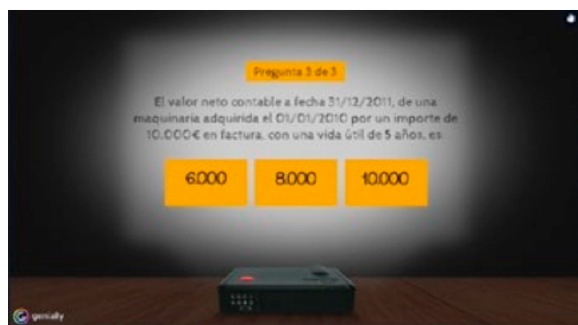 Pregunta 3 de 3
El valor neto contable a fecha 31/12/2011, de una
maquinaria adquirida el 01/01/2010 por un importe de
10.000€ en factura, con una vida útil de 5 años, es:
6.000
8.000
10.000
genially